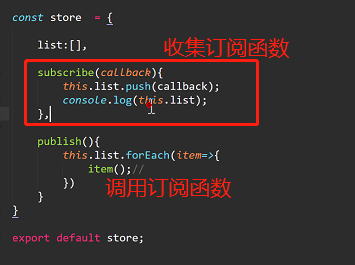 const store = {
list:[],
收集订阅函数
subscribe(callback){
this.list.push(callback);
console.log(this.list);
},
publish(){
this.list.forEach(item=>{
item();//
})
调用订阅函数
}
}
export default store;